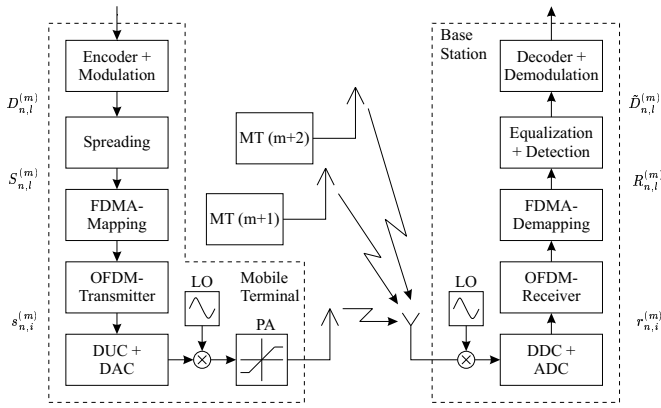 Encoder +
Modulation
D_{n,l}^{(m)}
Spreading
S_{n,l}^{(m)}
FDMA-
Mapping
OFDM-
Transmitter
s_{n,i}^{(m)}
DUC +
DAC
LO
Mobile
Terminal
PA
MT (m+2)
MT (m+1)
Base
Station
Decoder +
Demodulation
D̃_{n,l}^{(m)}
Equalization
+ Detection
R_{n,l}^{(m)}
FDMA-
Demapping
LO
OFDM-
Receiver
r_{n,i}^{(m)}
DDC +
ADC